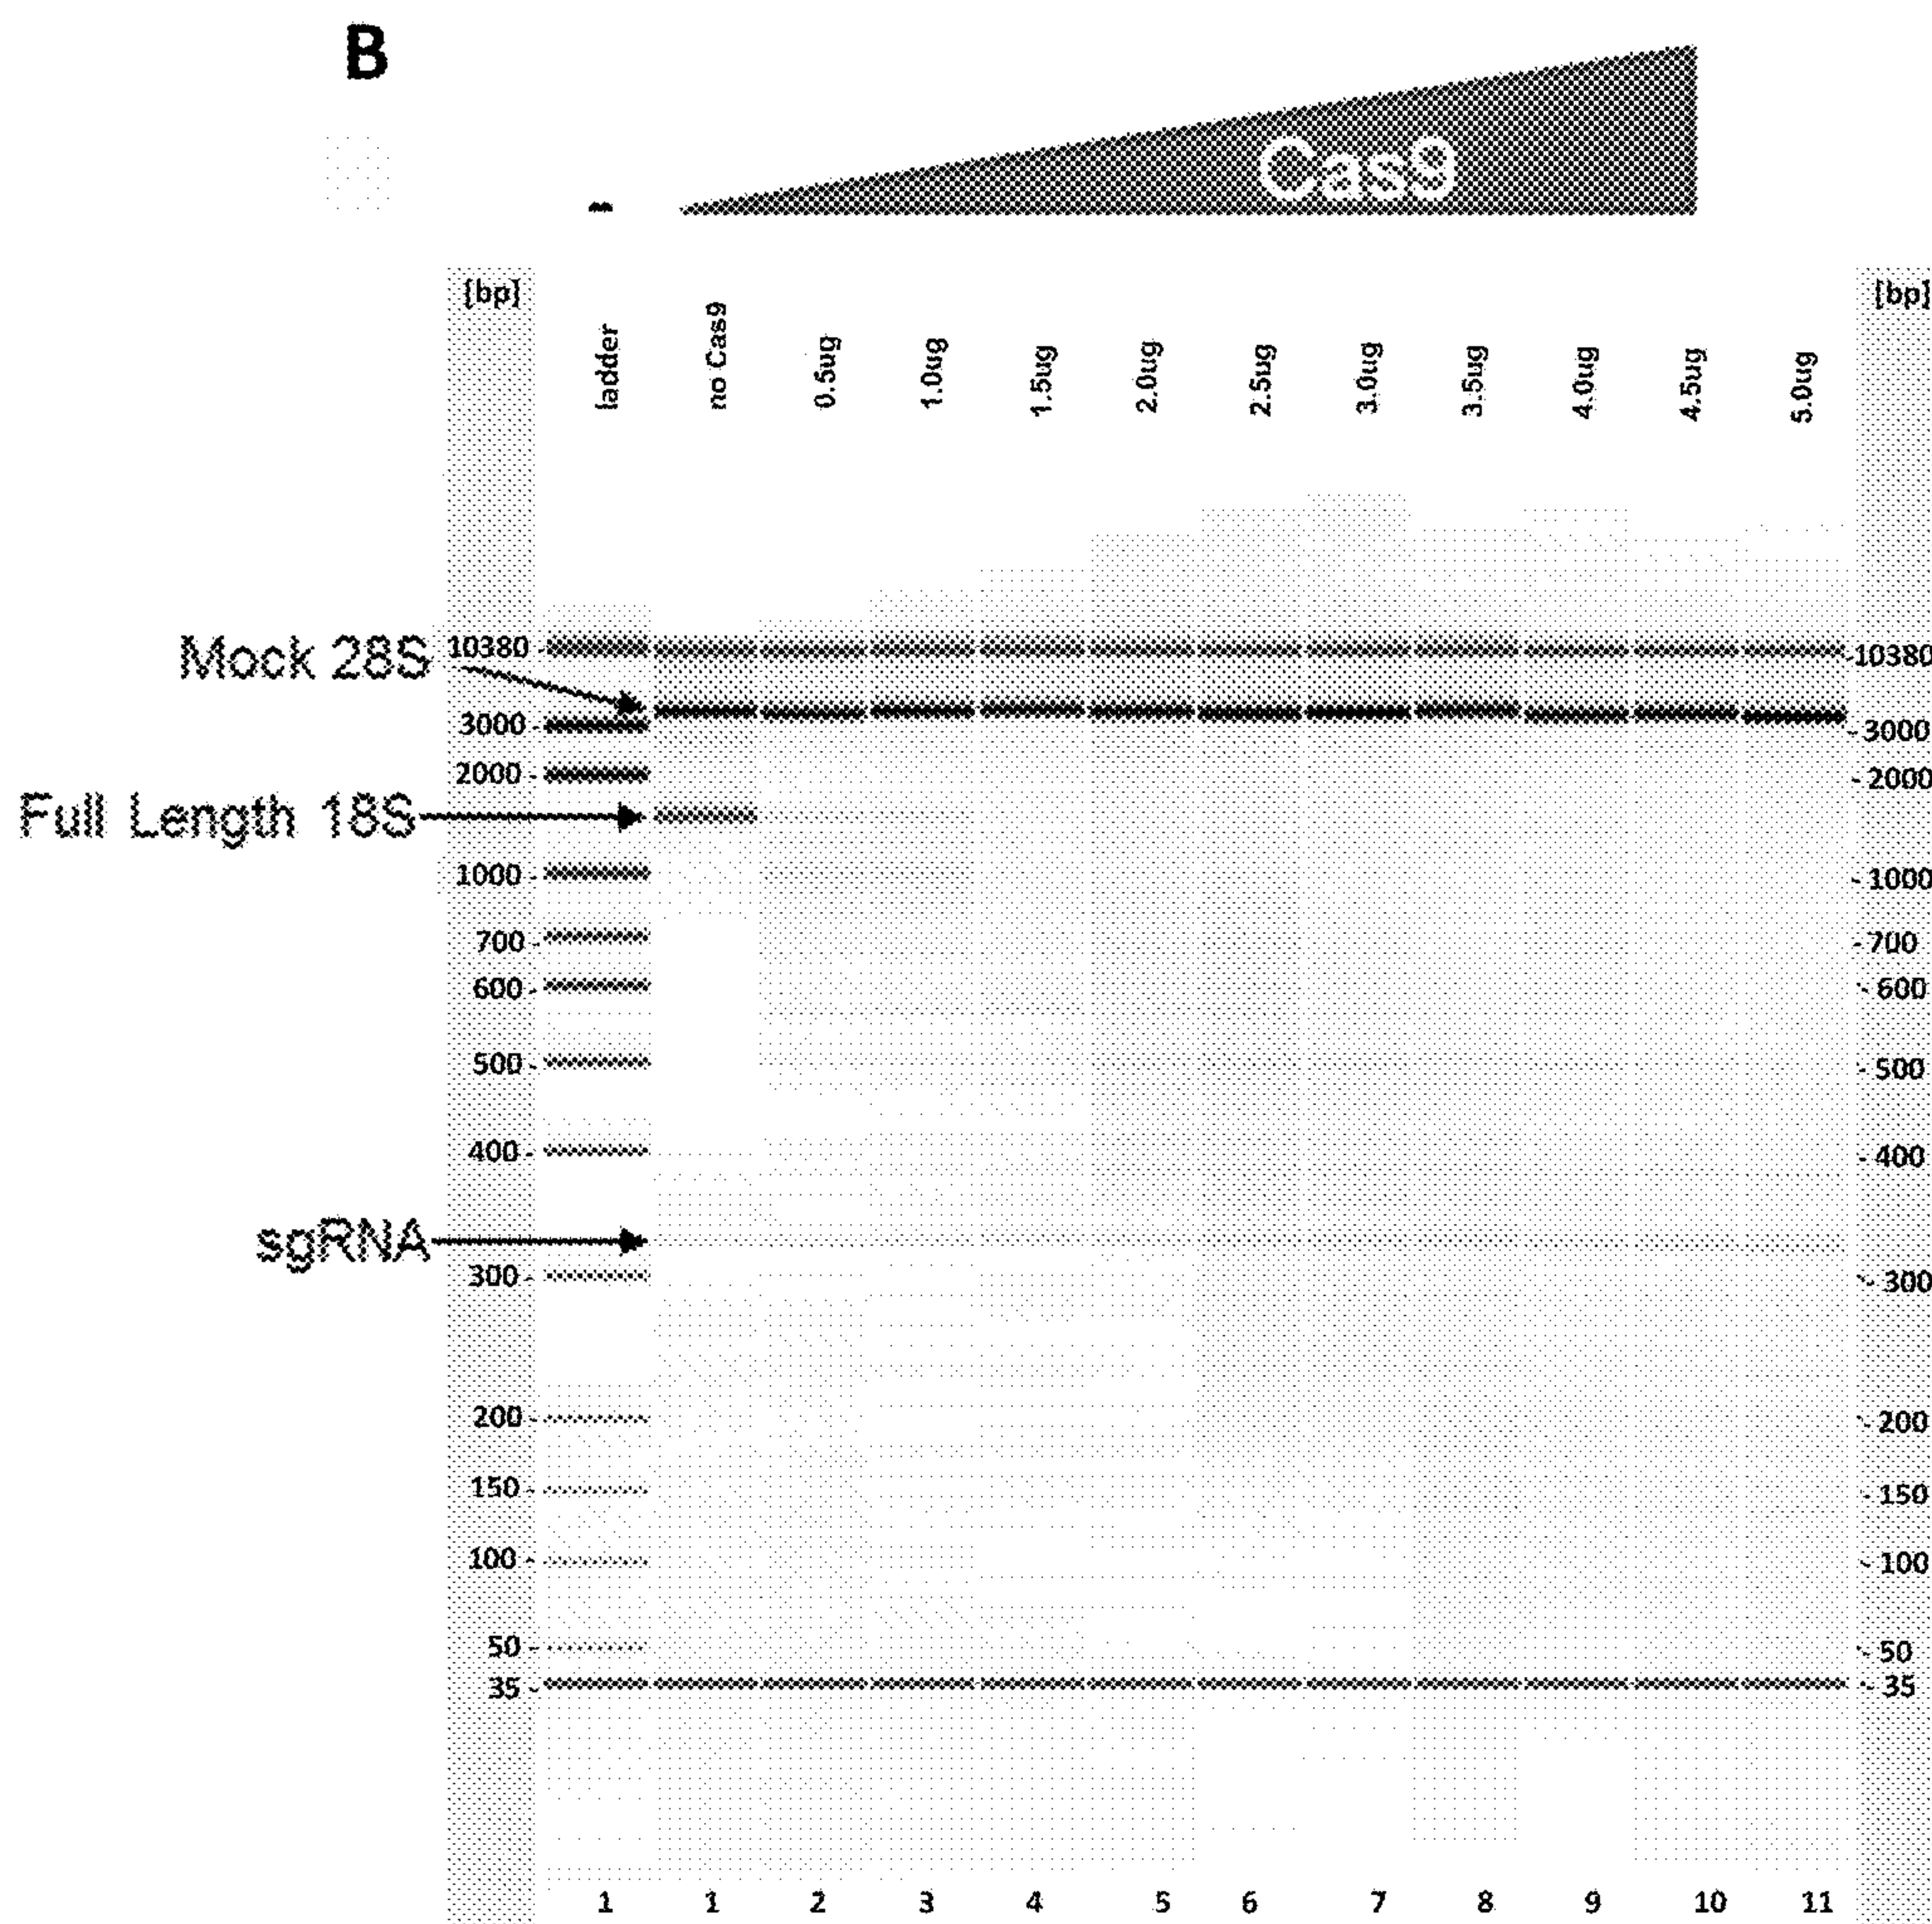 B
Cas9
-
[bp] ladder no Cas9 0.5ug 1.0ug 1.5ug 2.0ug 2.5ug 3.0ug 3.5ug 4.0ug 4.5ug 5.0ug [bp]
Mock 28S 10380 - -10380
3000 - - 3000
2000 - - 2000
Full Length 18S
1000 - - 1000
700 - - 700
600 - - 600
500 - - 500
400 - - 400
sgRNA
300 - - 300
200 - - 200
150 - - 150
100 - - 100
50 - - 50
35 - - 35
1 1 2 3 4 5 6 7 8 9 10 11